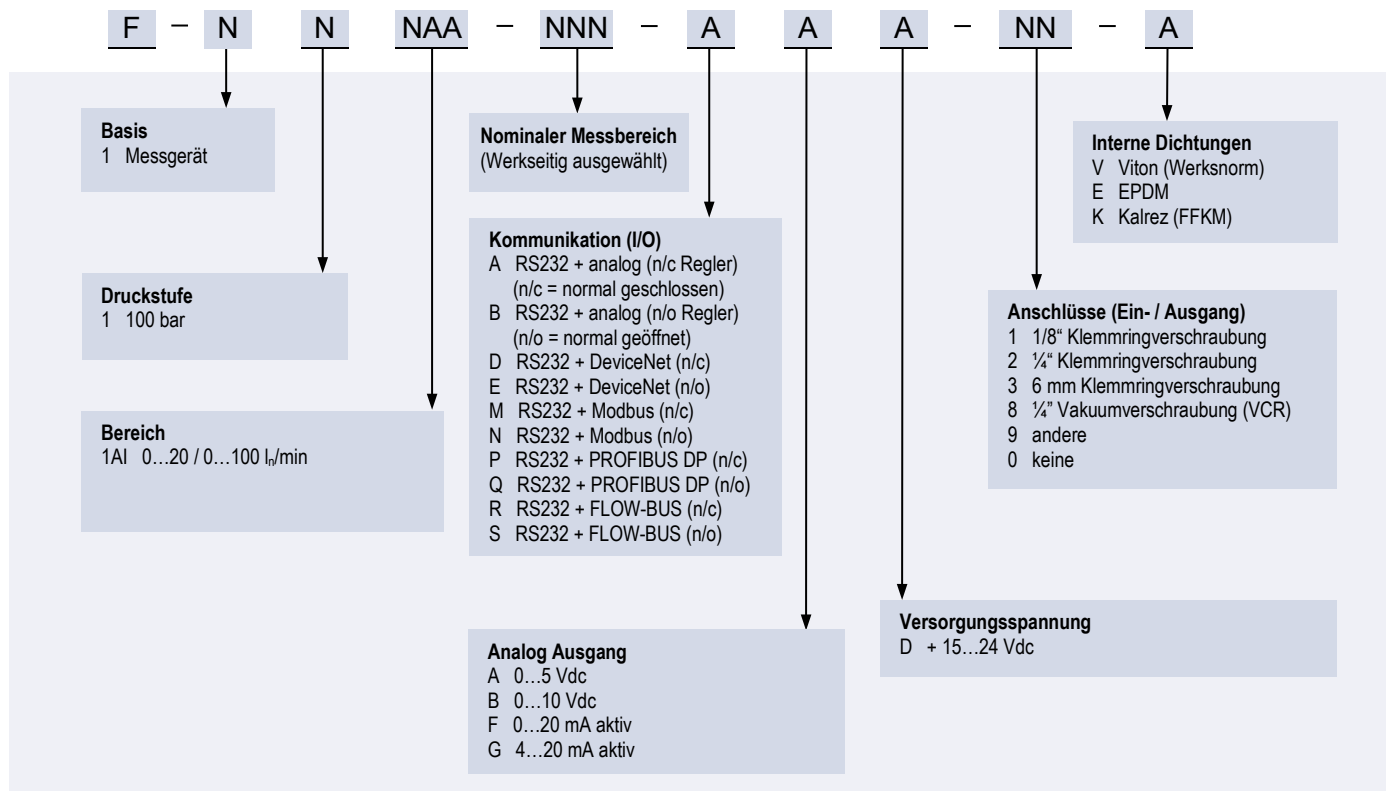 F – N N NAA – NNN – A A A – NN – A
Basis
1 Messgerät
Druckstufe
1 100 bar
Bereich
1AI 0…20 / 0…100 lₙ/min
Nominaler Messbereich
(Werkseitig ausgewählt)
Kommunikation (I/O)
A RS232 + analog (n/c Regler)
(n/c = normal geschlossen)
B RS232 + analog (n/o Regler)
(n/o = normal geöffnet)
D RS232 + DeviceNet (n/c)
E RS232 + DeviceNet (n/o)
M RS232 + Modbus (n/c)
N RS232 + Modbus (n/o)
P RS232 + PROFIBUS DP (n/c)
Q RS232 + PROFIBUS DP (n/o)
R RS232 + FLOW-BUS (n/c)
S RS232 + FLOW-BUS (n/o)
Analog Ausgang
A 0…5 Vdc
B 0…10 Vdc
F 0…20 mA aktiv
G 4…20 mA aktiv
Versorgungsspannung
D + 15…24 Vdc
Anschlüsse (Ein- / Ausgang)
1 1/8“ Klemmringverschraubung
2 ¼“ Klemmringverschraubung
3 6 mm Klemmringverschraubung
8 ¼” Vakuumverschraubung (VCR)
9 andere
0 keine
Interne Dichtungen
V Viton (Werksnorm)
E EPDM
K Kalrez (FFKM)